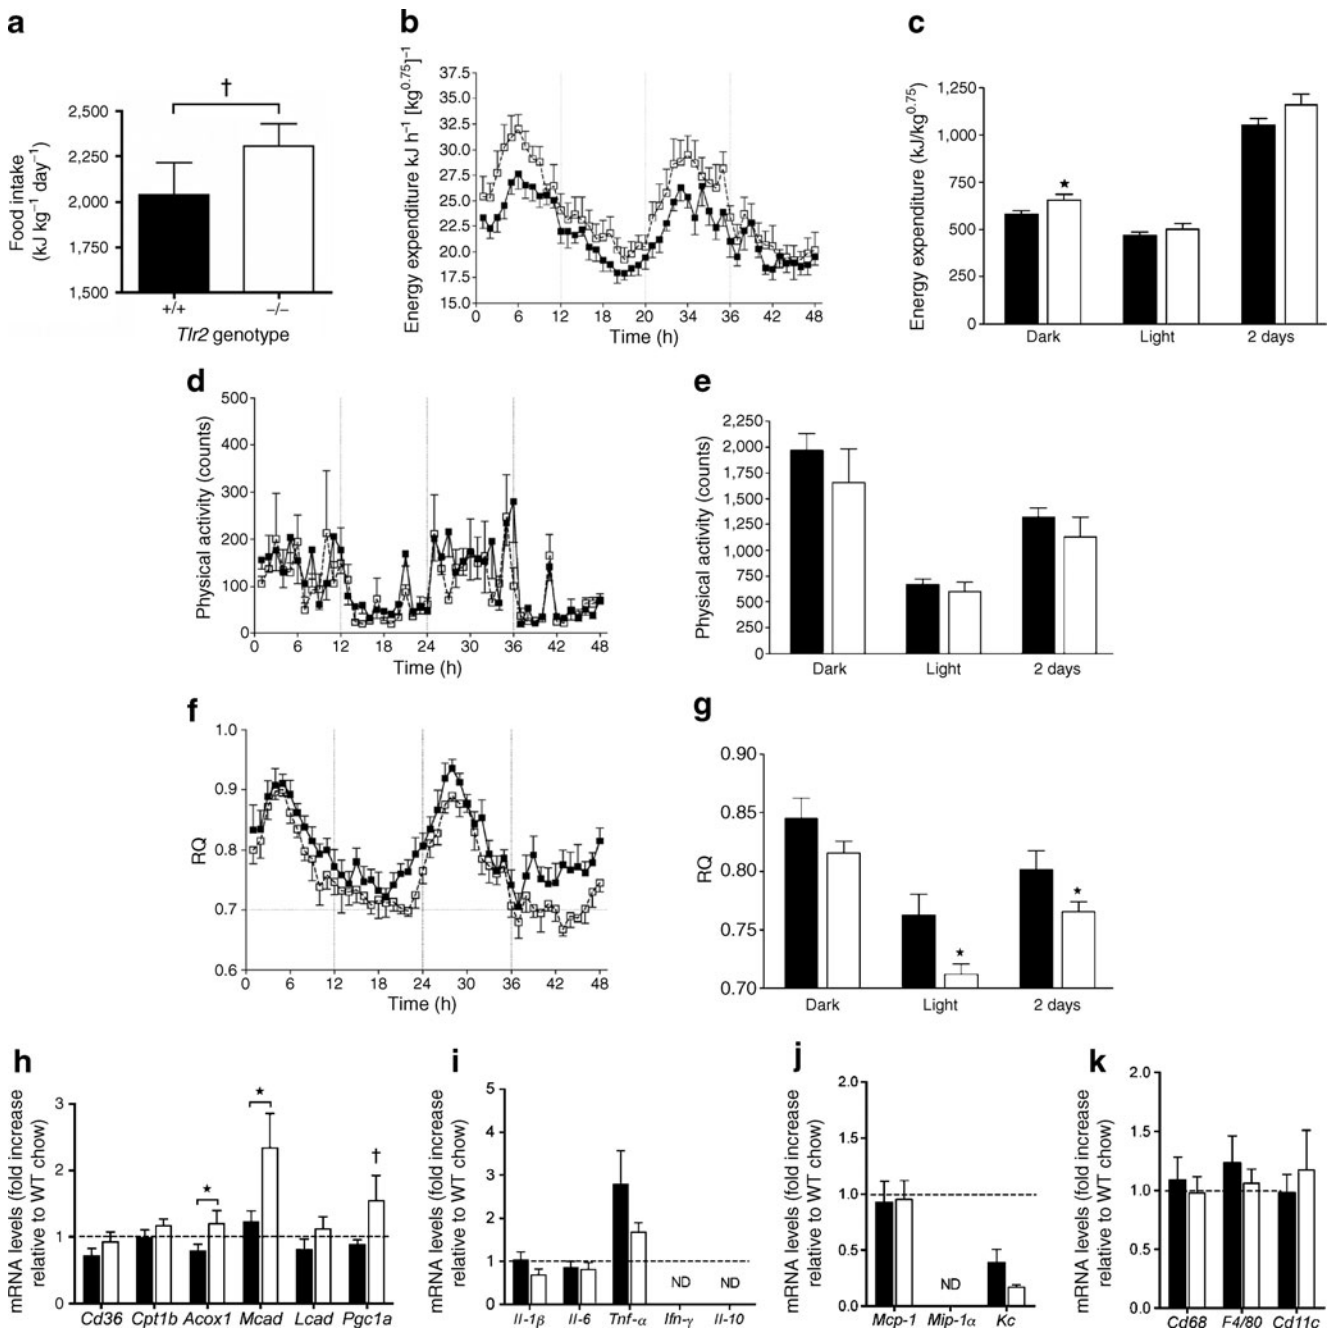 a
Food intake
(kJ kg⁻¹ day⁻¹)
2,500
2,250
2,000
1,750
1,500
†
+/+
−/−
Tlr2 genotype
b
Energy expenditure kJ h⁻¹ [kg^0.75]⁻¹
37.5
35.0
32.5
30.0
27.5
25.0
22.5
20.0
17.5
15.0
0 6 12 20 20 36 42 48
Time (h)
c
Energy expenditure (kJ/kg^0.75)
1,250
1,000
750
500
250
0
★
Dark Light 2 days
d
Physical activity (counts)
500
400
300
200
100
0
0 6 12 18 24 30 36 42 48
Time (h)
e
Physical activity (counts)
2,250
2,000
1,750
1,500
1,250
1,000
750
500
250
0
Dark Light 2 days
f
RQ
1.0
0.9
0.8
0.7
0.6
0 6 12 18 24 30 36 42 48
Time (h)
g
RQ
0.90
0.85
0.80
0.75
0.70
★
★
Dark Light 2 days
h
mRNA levels (fold increase
relative to WT chow)
3
2
1
0
★
★
†
Cd36 Cpt1b Acox1 Mcad Lcad Pgc1a
i
mRNA levels (fold increase
relative to WT chow)
5
4
3
2
1
0
ND ND
Il-1β Il-6 Tnf-α Ifn-γ Il-10
j
mRNA levels (fold increase
relative to WT chow)
2.0
1.5
1.0
0.5
0
ND
Mcp-1 Mip-1α Kc
k
mRNA levels (fold increase
relative to WT chow)
2.0
1.5
1.0
0.5
0
Cd68 F4/80 Cd11c